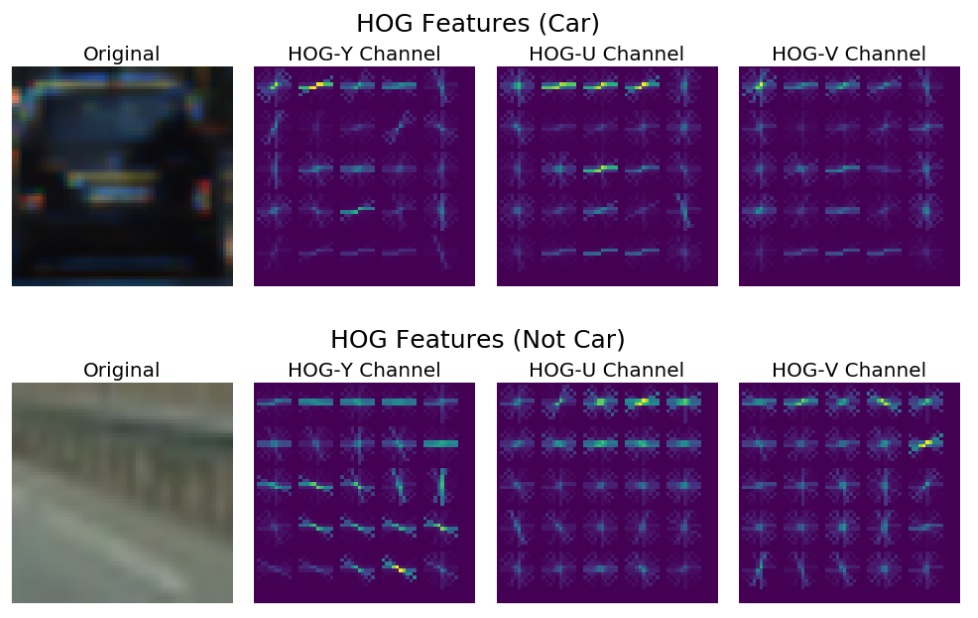 HOG Features (Car)
Original HOG-Y Channel HOG-U Channel HOG-V Channel
HOG Features (Not Car)
Original HOG-Y Channel HOG-U Channel HOG-V Channel